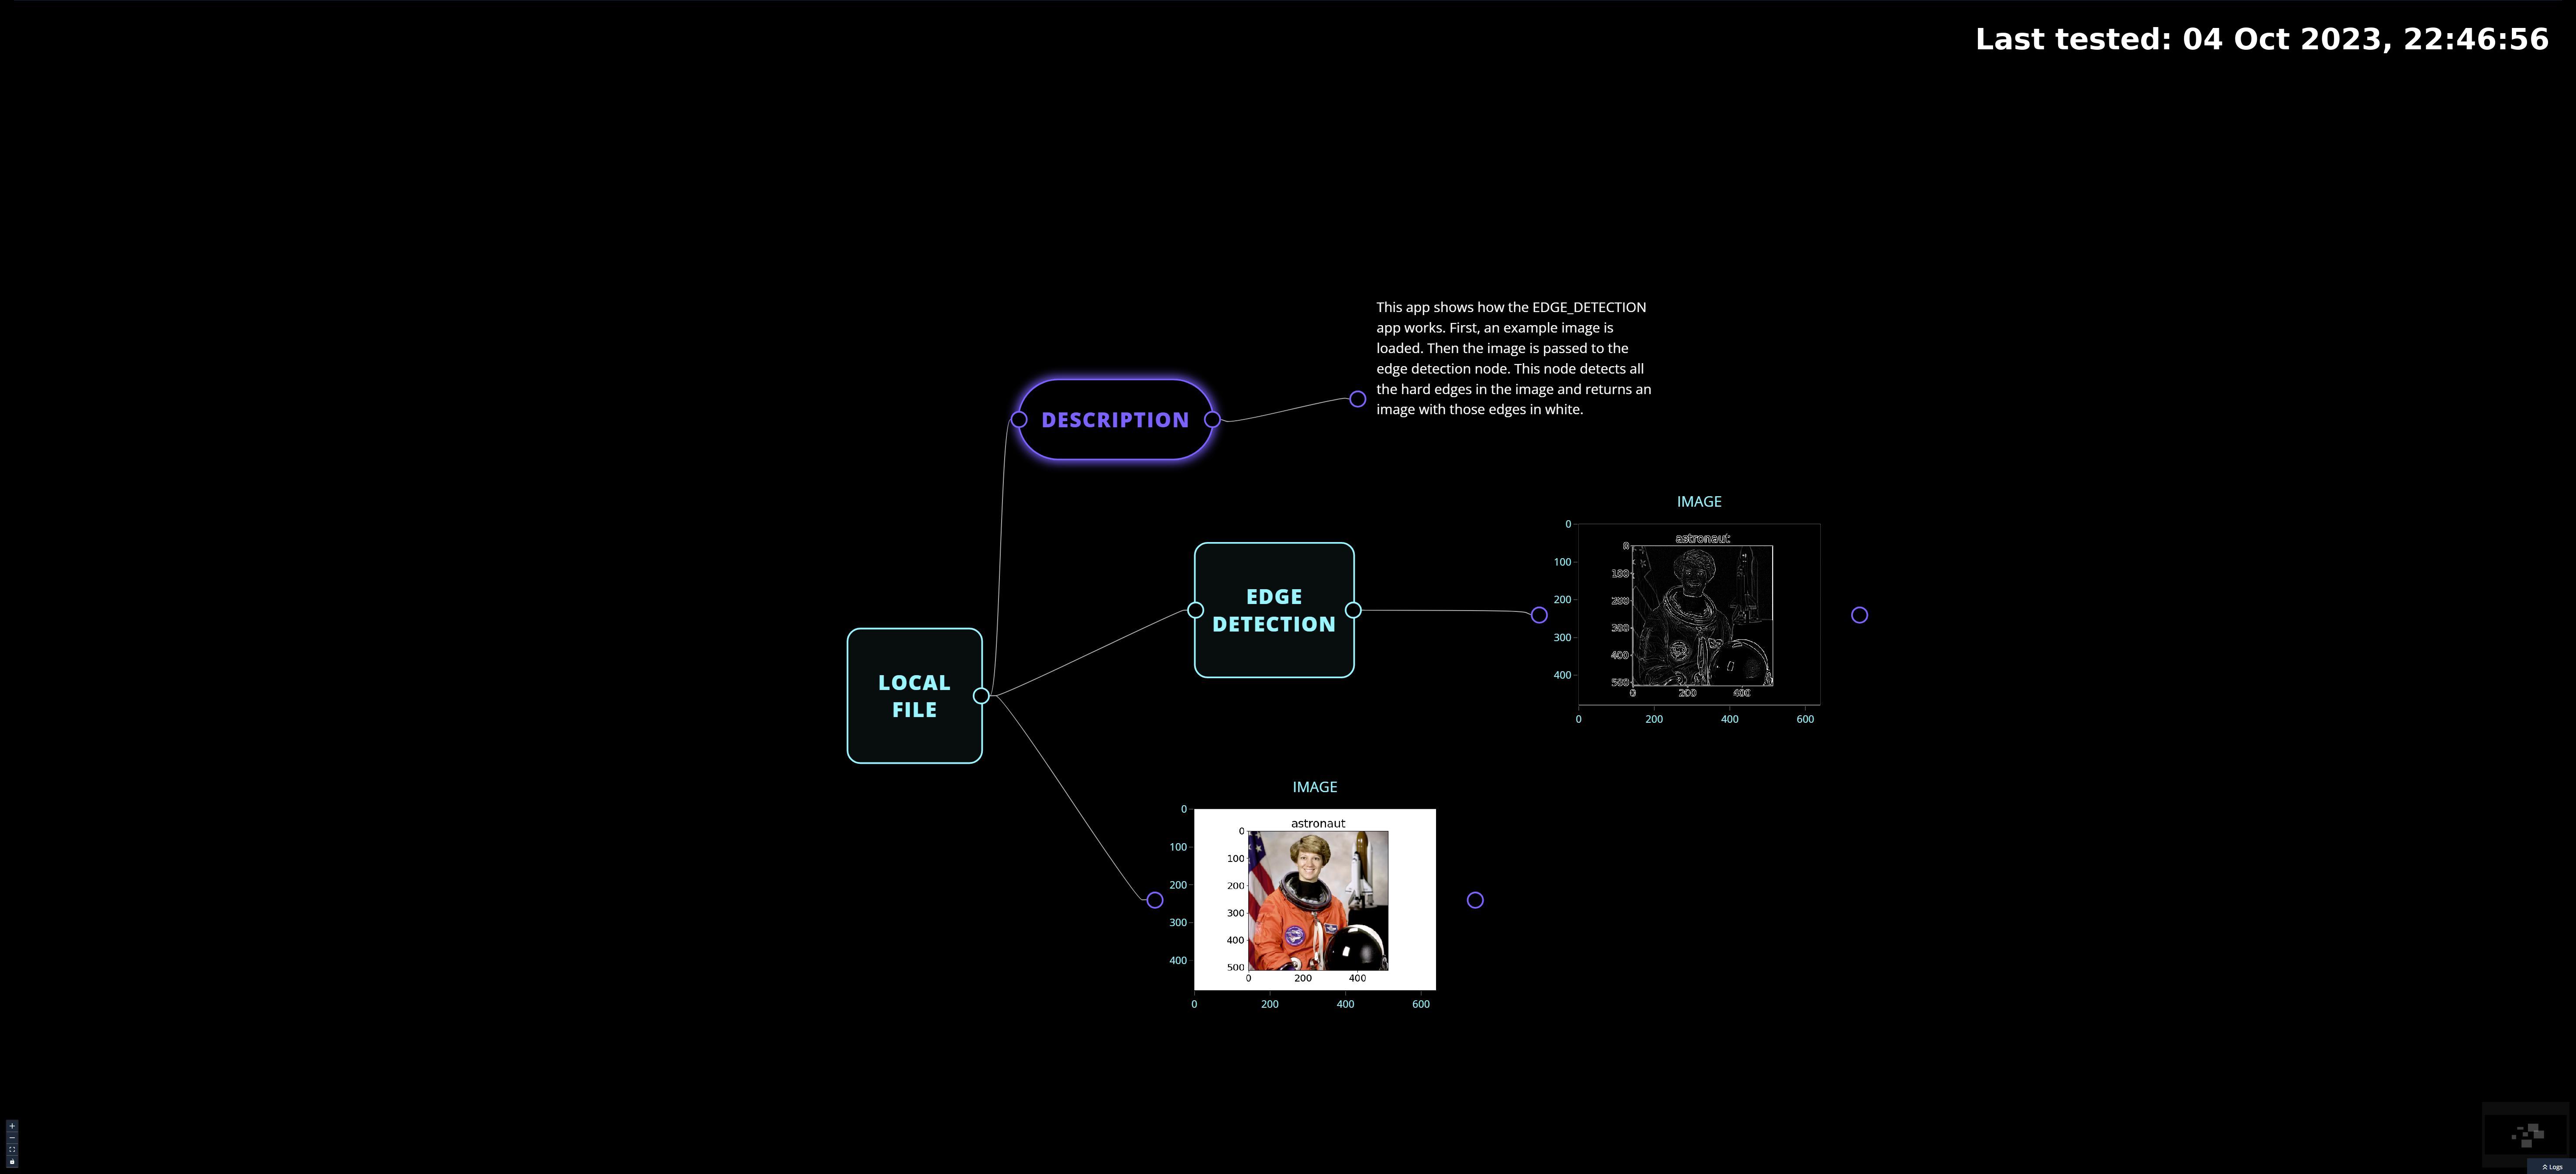 Last tested: 04 Oct 2023, 22:46:56
This app shows how the EDGE_DETECTION
app works. First, an example image is
loaded. Then the image is passed to the
edge detection node. This node detects all
the hard edges in the image and returns an
image with those edges in white.
DESCRIPTION
IMAGE
0
100
200
300
400
0 200 400 600
astronaut
0
100
200
300
400
500
0 200 400
EDGE
DETECTION
LOCAL
FILE
IMAGE
0
100
200
300
400
0 200 400 600
astronaut
0
100
200
300
400
500
0 200 400
Logs